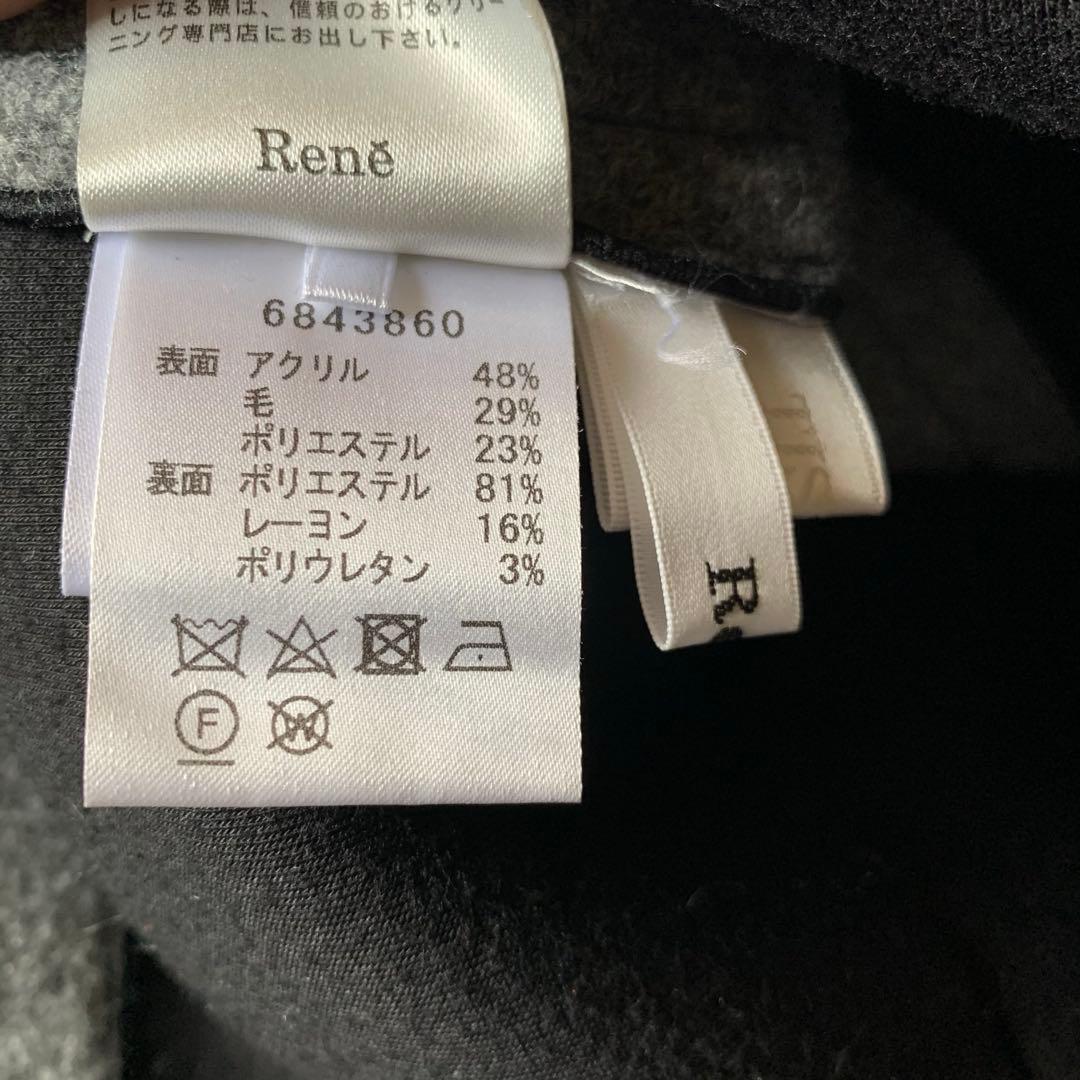 しになる際は、信頼のおけるクリー
ニング専門店にお出し下さい。
Renĕ
6843860
表面 アクリル 48%
毛 29%
ポリエステル 23%
裏面 ポリエステル 81%
レーヨン 16%
ポリウレタン 3%
F
W
R